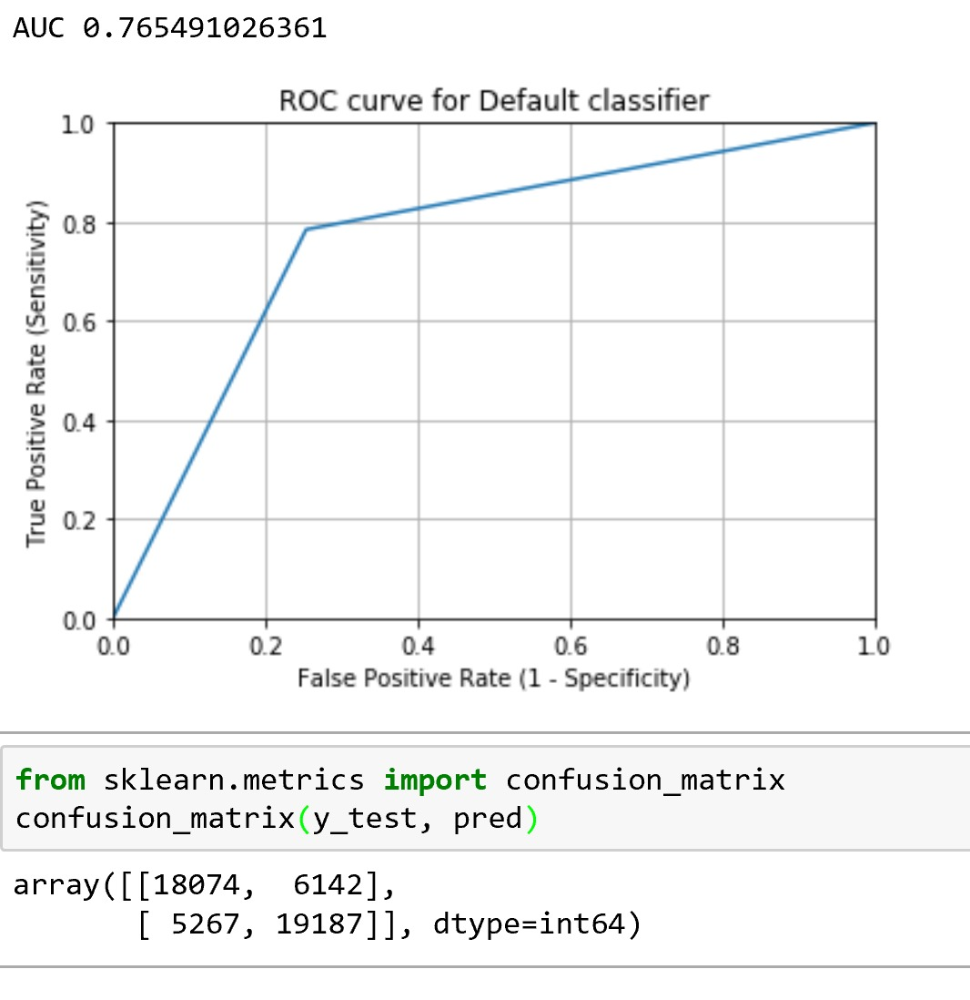 AUC 0.765491026361
ROC curve for Default classifier
1.0
0.8
0.6
0.4
0.2
0.0
True Positive Rate (Sensitivity)
0.0 0.2 0.4 0.6 0.8 1.0
False Positive Rate (1 - Specificity)
from sklearn.metrics import confusion_matrix
confusion_matrix(y_test, pred)
array([[18074,  6142],
       [ 5267, 19187]], dtype=int64)